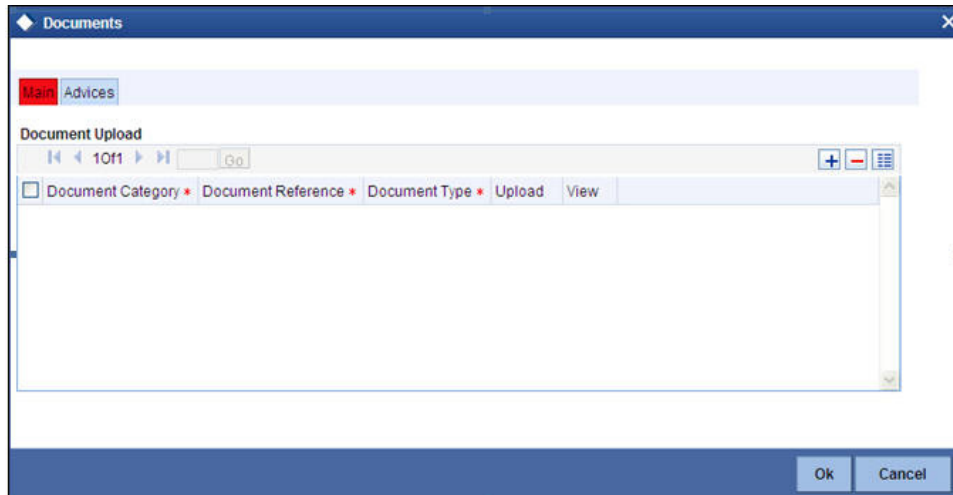 Documents
Main Advices
Document Upload
1Of1 Go
Document Category * Document Reference * Document Type * Upload View
Ok Cancel